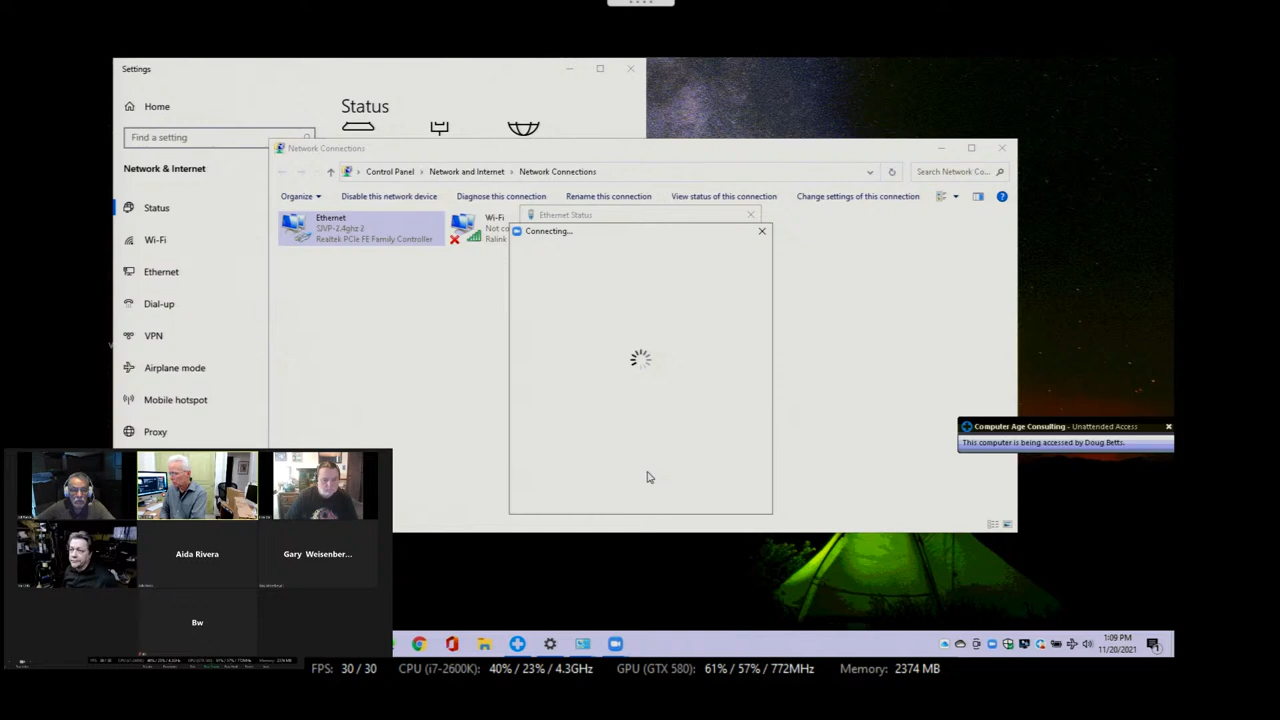 Settings
Home
Status
Find a setting
Network & Internet
Status
Wi-Fi
Ethernet
Dial-up
VPN
Airplane mode
Mobile hotspot
Proxy
Network Connections
Control Panel > Network and Internet > Network Connections
Search Network Co...
Organize
Disable this network device
Diagnose this connection
Rename this connection
View status of this connection
Change settings of this connection
Ethernet
SJVP-2.4ghz 2
Realtek PCIe FE Family Controller
Wi-Fi
Not co
Ralink
Ethernet Status
Connecting...
Computer Age Consulting - Unattended Access
This computer is being accessed by Doug Betts.
Aida Rivera
Gary Weisenber...
Bw
1:09 PM
11/20/2021
FPS: 30 / 30 CPU (i7-2600K): 40% / 23% / 4.3GHz GPU (GTX 580): 61% / 57% / 772MHz Memory: 2374 MB